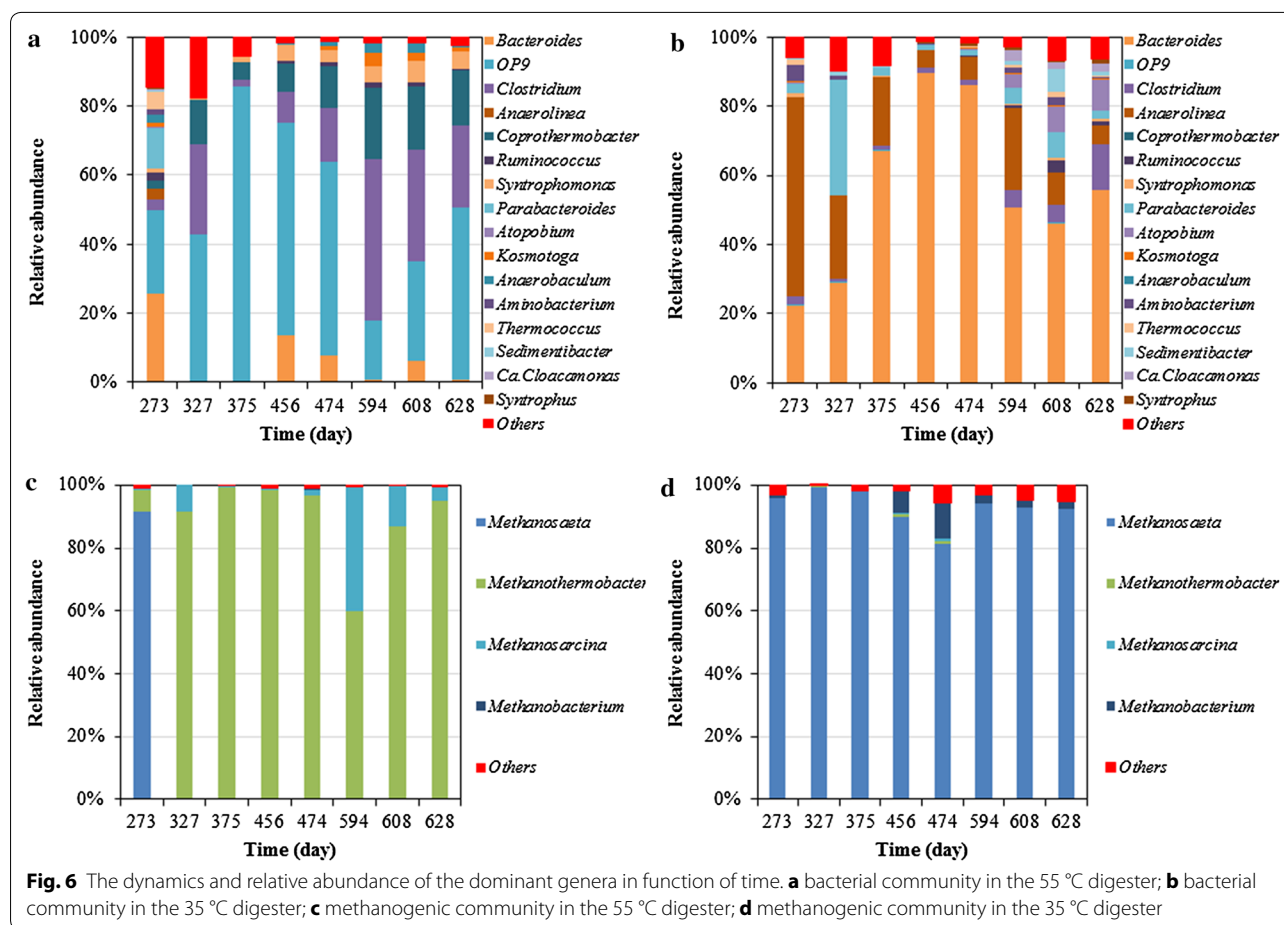 a
100%
80%
60%
40%
20%
0%
Relative abundance
273 327 375 456 474 594 608 628
Time (day)
Bacteroides
OP9
Clostridium
Anaerolinea
Coprothermobacter
Ruminococcus
Syntrophomonas
Parabacteroides
Atopobium
Kosmotoga
Anaerobaculum
Aminobacterium
Thermococcus
Sedimentibacter
Ca.Cloacamonas
Syntrophus
Others
b
100%
80%
60%
40%
20%
0%
Relative abundance
273 327 375 456 474 594 608 628
Time (day)
Bacteroides
OP9
Clostridium
Anaerolinea
Coprothermobacter
Ruminococcus
Syntrophomonas
Parabacteroides
Atopobium
Kosmotoga
Anaerobaculum
Aminobacterium
Thermococcus
Sedimentibacter
Ca.Cloacamonas
Syntrophus
Others
c
100%
80%
60%
40%
20%
0%
Relative abundance
273 327 375 456 474 594 608 628
Time (day)
Methanosaeta
Methanothermobacter
Methanosarcina
Methanobacterium
Others
d
100%
80%
60%
40%
20%
0%
Relative abundance
273 327 375 456 474 594 608 628
Time (day)
Methanosaeta
Methanothermobacter
Methanosarcina
Methanobacterium
Others
Fig. 6 The dynamics and relative abundance of the dominant genera in function of time. a bacterial community in the 55 °C digester; b bacterial
community in the 35 °C digester; c methanogenic community in the 55 °C digester; d methanogenic community in the 35 °C digester